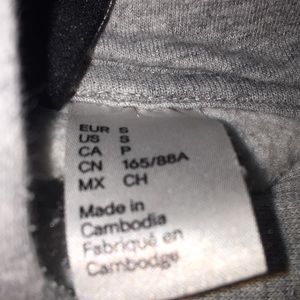 EUR S
US S
CA P
CN 165/88A
MX CH
Made in
Cambodia
Fabriqué en
Cambodge